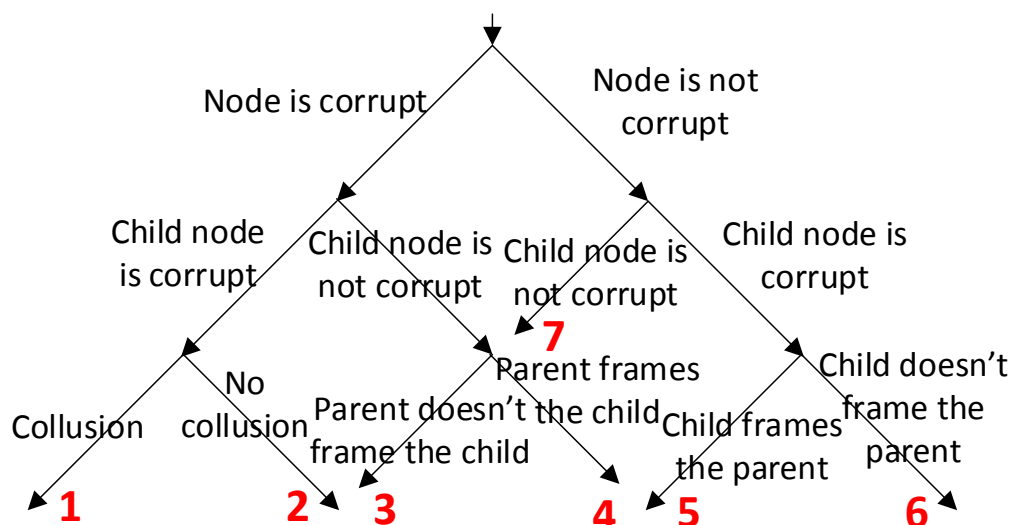 Node is corrupt
Node is not
corrupt
Child node
is corrupt
Child node is
not corrupt
Child node is
not corrupt
Child node is
corrupt
7
Collusion
No
collusion
Parent doesn't
frame the child
Parent frames
the child
Child frames
the parent
Child doesn't
frame the
parent
1
2
3
4
5
6